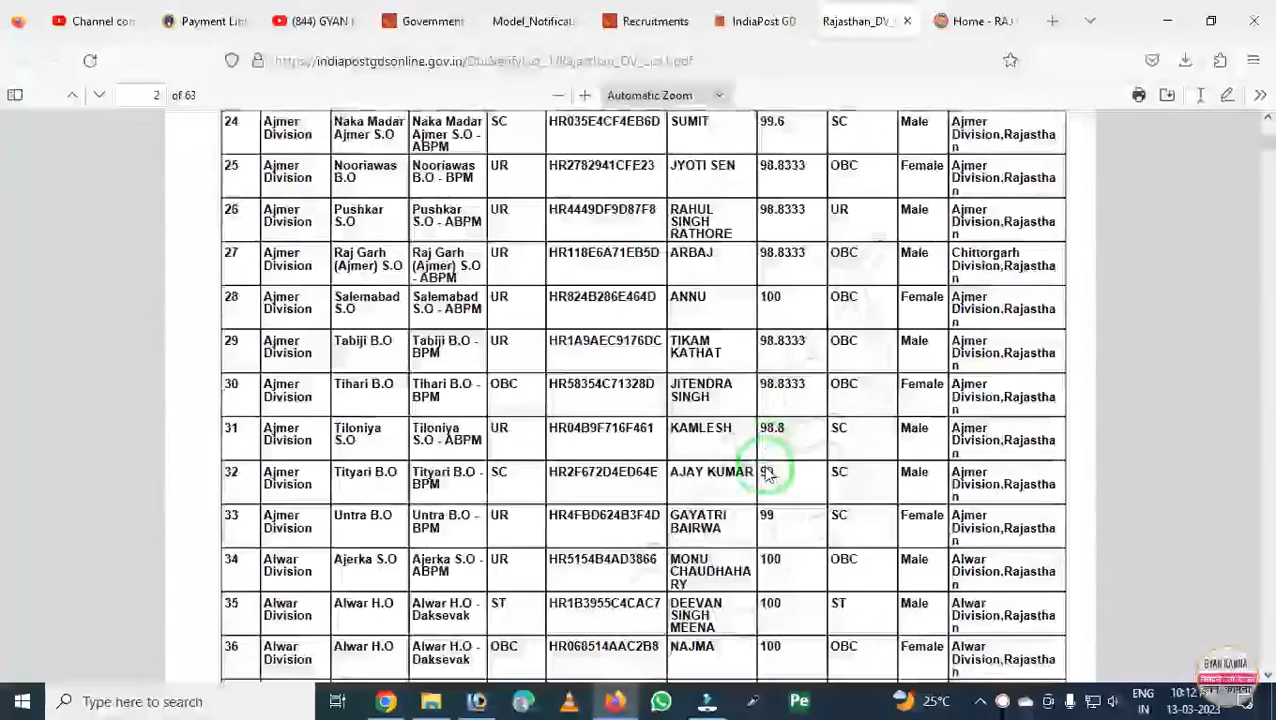 Channel con
Payment Lin
(844) GYAN
Government
Model_Notificat
Recruitments
IndiaPost GD
Rajasthan_DV_
Home - RAJ
indiapostgdsonline.gov.in/
2 of 63
Automatic Zoom
24 Ajmer Division Naka Madar Ajmer S.O Naka Madar Ajmer S.O - ABPM SC HR035E4CF4EB6D SUMIT 99.6 SC Male Ajmer Division,Rajasthan
25 Ajmer Division Nooriawas B.O Nooriawas B.O - BPM UR HR2782941CFE23 JYOTI SEN 98.8333 OBC Female Ajmer Division,Rajasthan
26 Ajmer Division Pushkar S.O Pushkar S.O - ABPM UR HR4449DF9D87F8 RAHUL SINGH RATHORE 98.8333 UR Male Ajmer Division,Rajasthan
27 Ajmer Division Raj Garh (Ajmer) S.O Raj Garh (Ajmer) S.O - ABPM UR HR118E6A71EB5D ARBAJ 98.8333 OBC Male Chittorgarh Division,Rajasthan
28 Ajmer Division Salemabad S.O Salemabad S.O - ABPM UR HR824B286E464D ANNU 100 OBC Female Ajmer Division,Rajasthan
29 Ajmer Division Tabiji B.O Tabiji B.O - BPM UR HR1A9AEC9176DC TIKAM KATHAT 98.8333 OBC Male Ajmer Division,Rajasthan
30 Ajmer Division Tihari B.O Tihari B.O - BPM OBC HR58354C71328D JITENDRA SINGH 98.8333 OBC Female Ajmer Division,Rajasthan
31 Ajmer Division Tiloniya S.O Tiloniya S.O - ABPM UR HR04B9F716F461 KAMLESH 98.8 SC Male Ajmer Division,Rajasthan
32 Ajmer Division Tityari B.O Tityari B.O - BPM SC HR2F672D4ED64E AJAY KUMAR SC Male Ajmer Division,Rajasthan
33 Ajmer Division Untra B.O Untra B.O - BPM UR HR4FBD624B3F4D GAYATRI BAIRWA 99 SC Female Ajmer Division,Rajasthan
34 Alwar Division Ajerka S.O Ajerka S.O - ABPM UR HR5154B4AD3866 MONU CHAUDHAHARY 100 OBC Male Alwar Division,Rajasthan
35 Alwar Division Alwar H.O Alwar H.O - Daksevak ST HR1B3955C4CAC7 DEEVAN SINGH MEENA 100 ST Male Alwar Division,Rajasthan
36 Alwar Division Alwar H.O Alwar H.O - Daksevak OBC HR068514AAC2B8 NAJMA 100 OBC Female Alwar Division,Rajasthan
GYAN KANHA
Type here to search
Pe
25°C
ENG
IN
10:12
13-03-2023